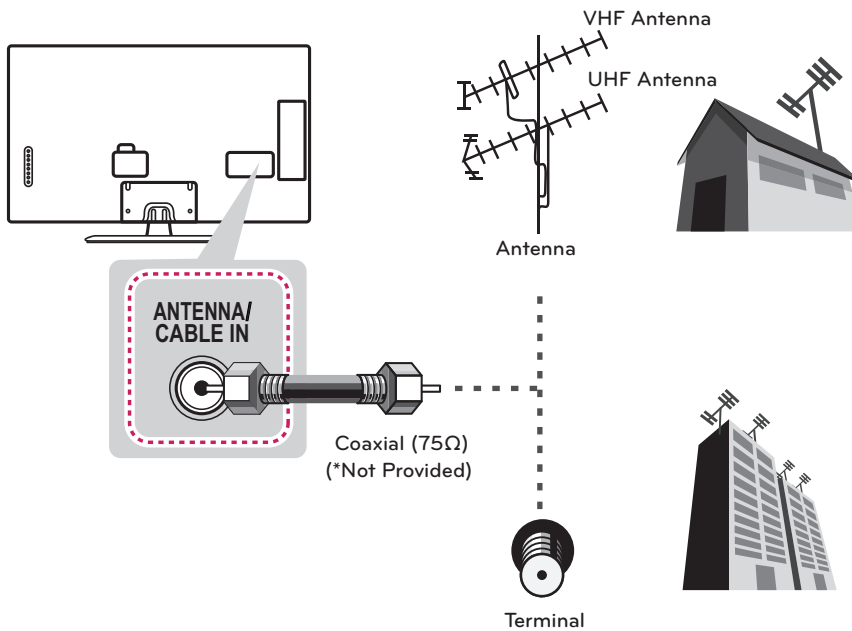 VHF Antenna
UHF Antenna
Antenna
ANTENNA/
CABLE IN
Coaxial (75Ω)
(*Not Provided)
Terminal